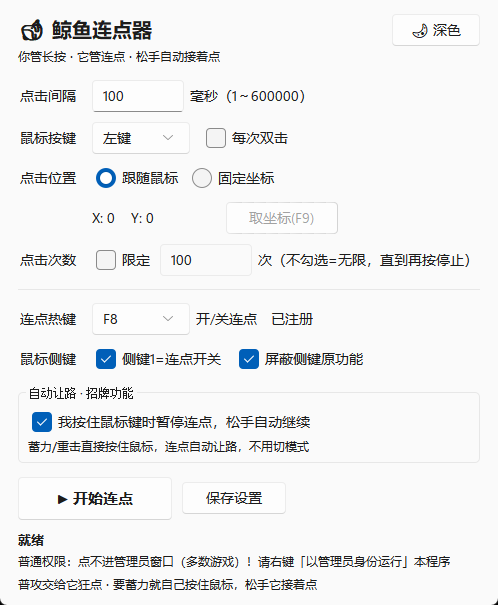 鲸鱼连点器
深色
你管长按 · 它管连点 · 松手自动接着点
点击间隔 100 毫秒（1～600000）
鼠标按键 左键 每次双击
点击位置 跟随鼠标 固定坐标
X: 0 Y: 0 取坐标(F9)
点击次数 限定 100 次（不勾选=无限，直到再按停止）
连点热键 F8 开/关连点 已注册
鼠标侧键 侧键1=连点开关 屏蔽侧键原功能
自动让路 · 招牌功能
我按住鼠标键时暂停连点，松手自动继续
蓄力/重击直接按住鼠标，连点自动让路，不用切模式
▶ 开始连点 保存设置
就绪
普通权限：点不进管理员窗口（多数游戏）！请右键「以管理员身份运行」本程序
普攻交给它狂点 · 要蓄力就自己按住鼠标，松手它接着点